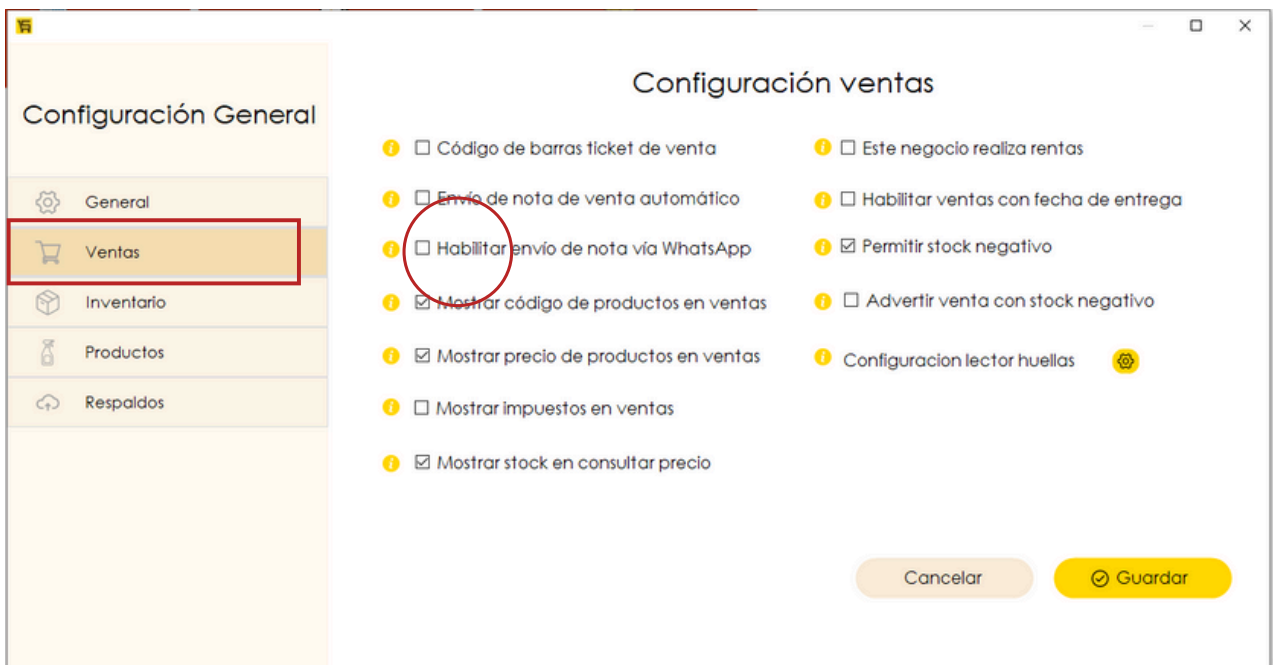 Configuración General
General
Ventas
Inventario
Productos
Respaldos
Configuración ventas
Código de barras ticket de venta
Envío de nota de venta automático
Habilitar envío de nota vía WhatsApp
Mostrar código de productos en ventas
Mostrar precio de productos en ventas
Mostrar impuestos en ventas
Mostrar stock en consultar precio
Este negocio realiza rentas
Habilitar ventas con fecha de entrega
Permitir stock negativo
Advertir venta con stock negativo
Configuracion lector huellas
Cancelar
Guardar